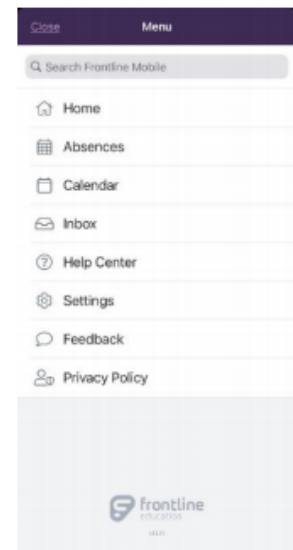 Close
Menu
Search Frontline Mobile
Home
Absences
Calendar
Inbox
Help Center
Settings
Feedback
Privacy Policy
frontline
education